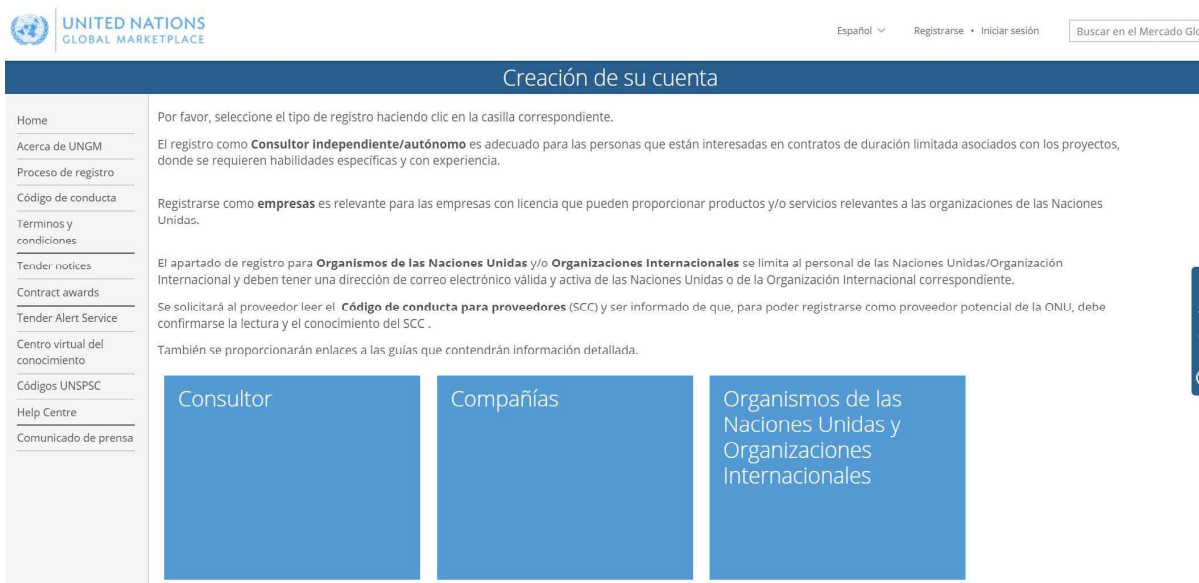 UNITED NATIONS
GLOBAL MARKETPLACE
Español
Registrarse • Iniciar sesión
Buscar en el Mercado Glo
Creación de su cuenta
Home
Acerca de UNGM
Proceso de registro
Código de conducta
Términos y
condiciones
Tender notices
Contract awards
Tender Alert Service
Centro virtual del
conocimiento
Códigos UNSPSC
Help Centre
Comunicado de prensa
Por favor, seleccione el tipo de registro haciendo clic en la casilla correspondiente.
El registro como Consultor independiente/autónomo es adecuado para las personas que están interesadas en contratos de duración limitada asociados con los proyectos,
donde se requieren habilidades específicas y con experiencia.
Registrarse como empresas es relevante para las empresas con licencia que pueden proporcionar productos y/o servicios relevantes a las organizaciones de las Naciones
Unidas.
El apartado de registro para Organismos de las Naciones Unidas y/o Organizaciones Internacionales se limita al personal de las Naciones Unidas/Organización
Internacional y deben tener una dirección de correo electrónico válida y activa de las Naciones Unidas o de la Organización Internacional correspondiente.
Se solicitará al proveedor leer el Código de conducta para proveedores (SCC) y ser informado de que, para poder registrarse como proveedor potencial de la ONU, debe
confirmarse la lectura y el conocimiento del SCC .
También se proporcionarán enlaces a las guías que contendrán información detallada.
Consultor
Compañías
Organismos de las
Naciones Unidas y
Organizaciones
Internacionales